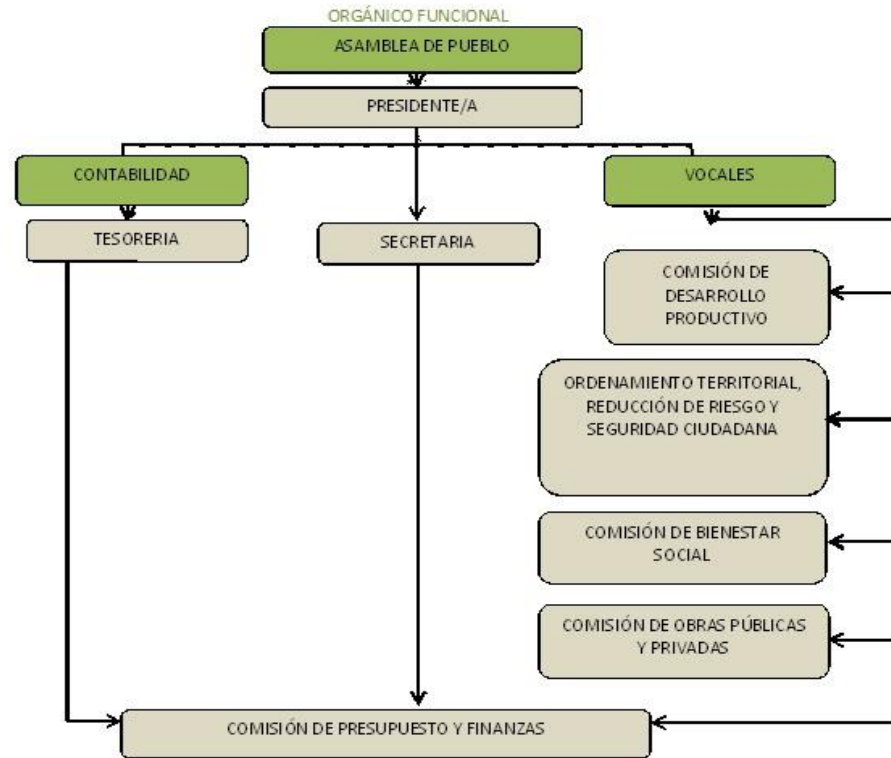 ORGÁNICO FUNCIONAL
ASAMBLEA DE PUEBLO
PRESIDENTE/A
CONTABILIDAD
VOCALES
TESORERIA
SECRETARIA
COMISIÓN DE
DESARROLLO
PRODUCTIVO
ORDENAMIENTO TERRITORIAL,
REDUCCIÓN DE RIESGO Y
SEGURIDAD CIUDADANA
COMISIÓN DE BIENESTAR
SOCIAL
COMISIÓN DE OBRAS PÚBLICAS
Y PRIVADAS
COMISIÓN DE PRESUPUESTO Y FINANZAS